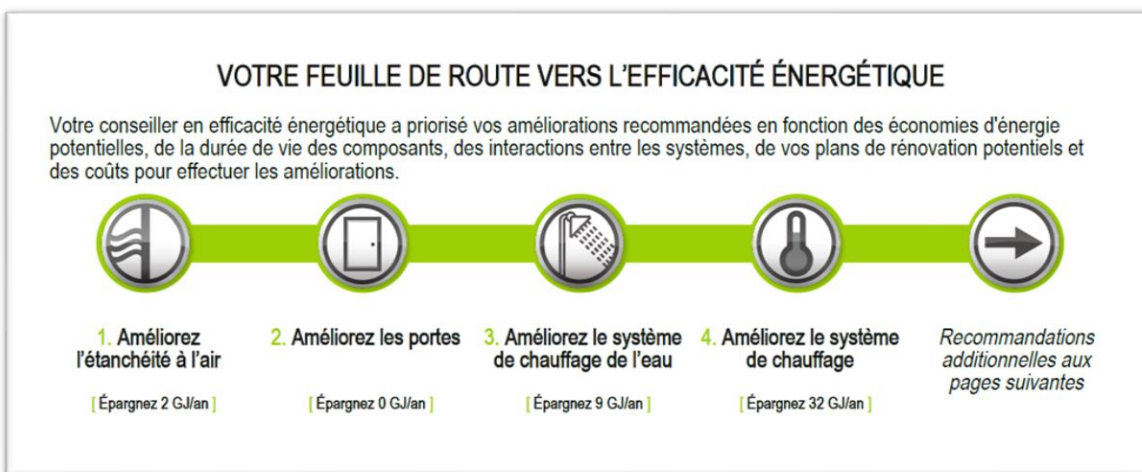 VOTRE FEUILLE DE ROUTE VERS L'EFFICACITÉ ÉNERGÉTIQUE
Votre conseiller en efficacité énergétique a priorisé vos améliorations recommandées en fonction des économies d'énergie
potentielles, de la durée de vie des composants, des interactions entre les systèmes, de vos plans de rénovation potentiels et
des coûts pour effectuer les améliorations.
1. Améliorez
l'étanchéité à l'air
[ Épargnez 2 GJ/an ]
2. Améliorez les portes
[ Épargnez 0 GJ/an ]
3. Améliorez le système
de chauffage de l'eau
[ Épargnez 9 GJ/an ]
4. Améliorez le système
de chauffage
[ Épargnez 32 GJ/an ]
Recommandations
additionnelles aux
pages suivantes